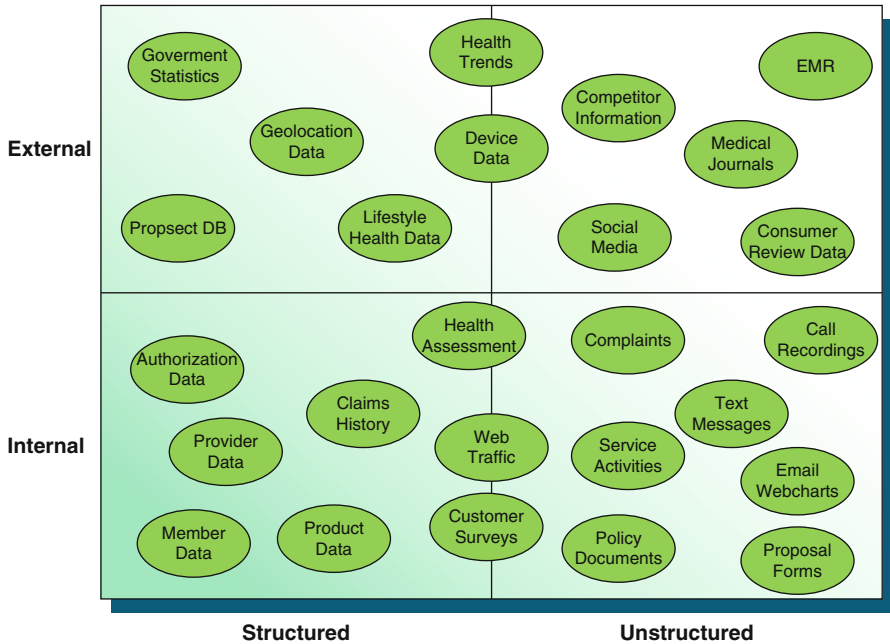 Goverment
Statistics
Health
Trends
EMR
Competitor
Information
Geolocation
Data
Device
Data
Medical
Journals
External
Propsect DB
Lifestyle
Health Data
Social
Media
Consumer
Review Data
Health
Assessment
Complaints
Call
Recordings
Authorization
Data
Claims
History
Text
Messages
Internal
Provider
Data
Web
Traffic
Service
Activities
Email
Webcharts
Member
Data
Product
Data
Customer
Surveys
Policy
Documents
Proposal
Forms
Structured
Unstructured